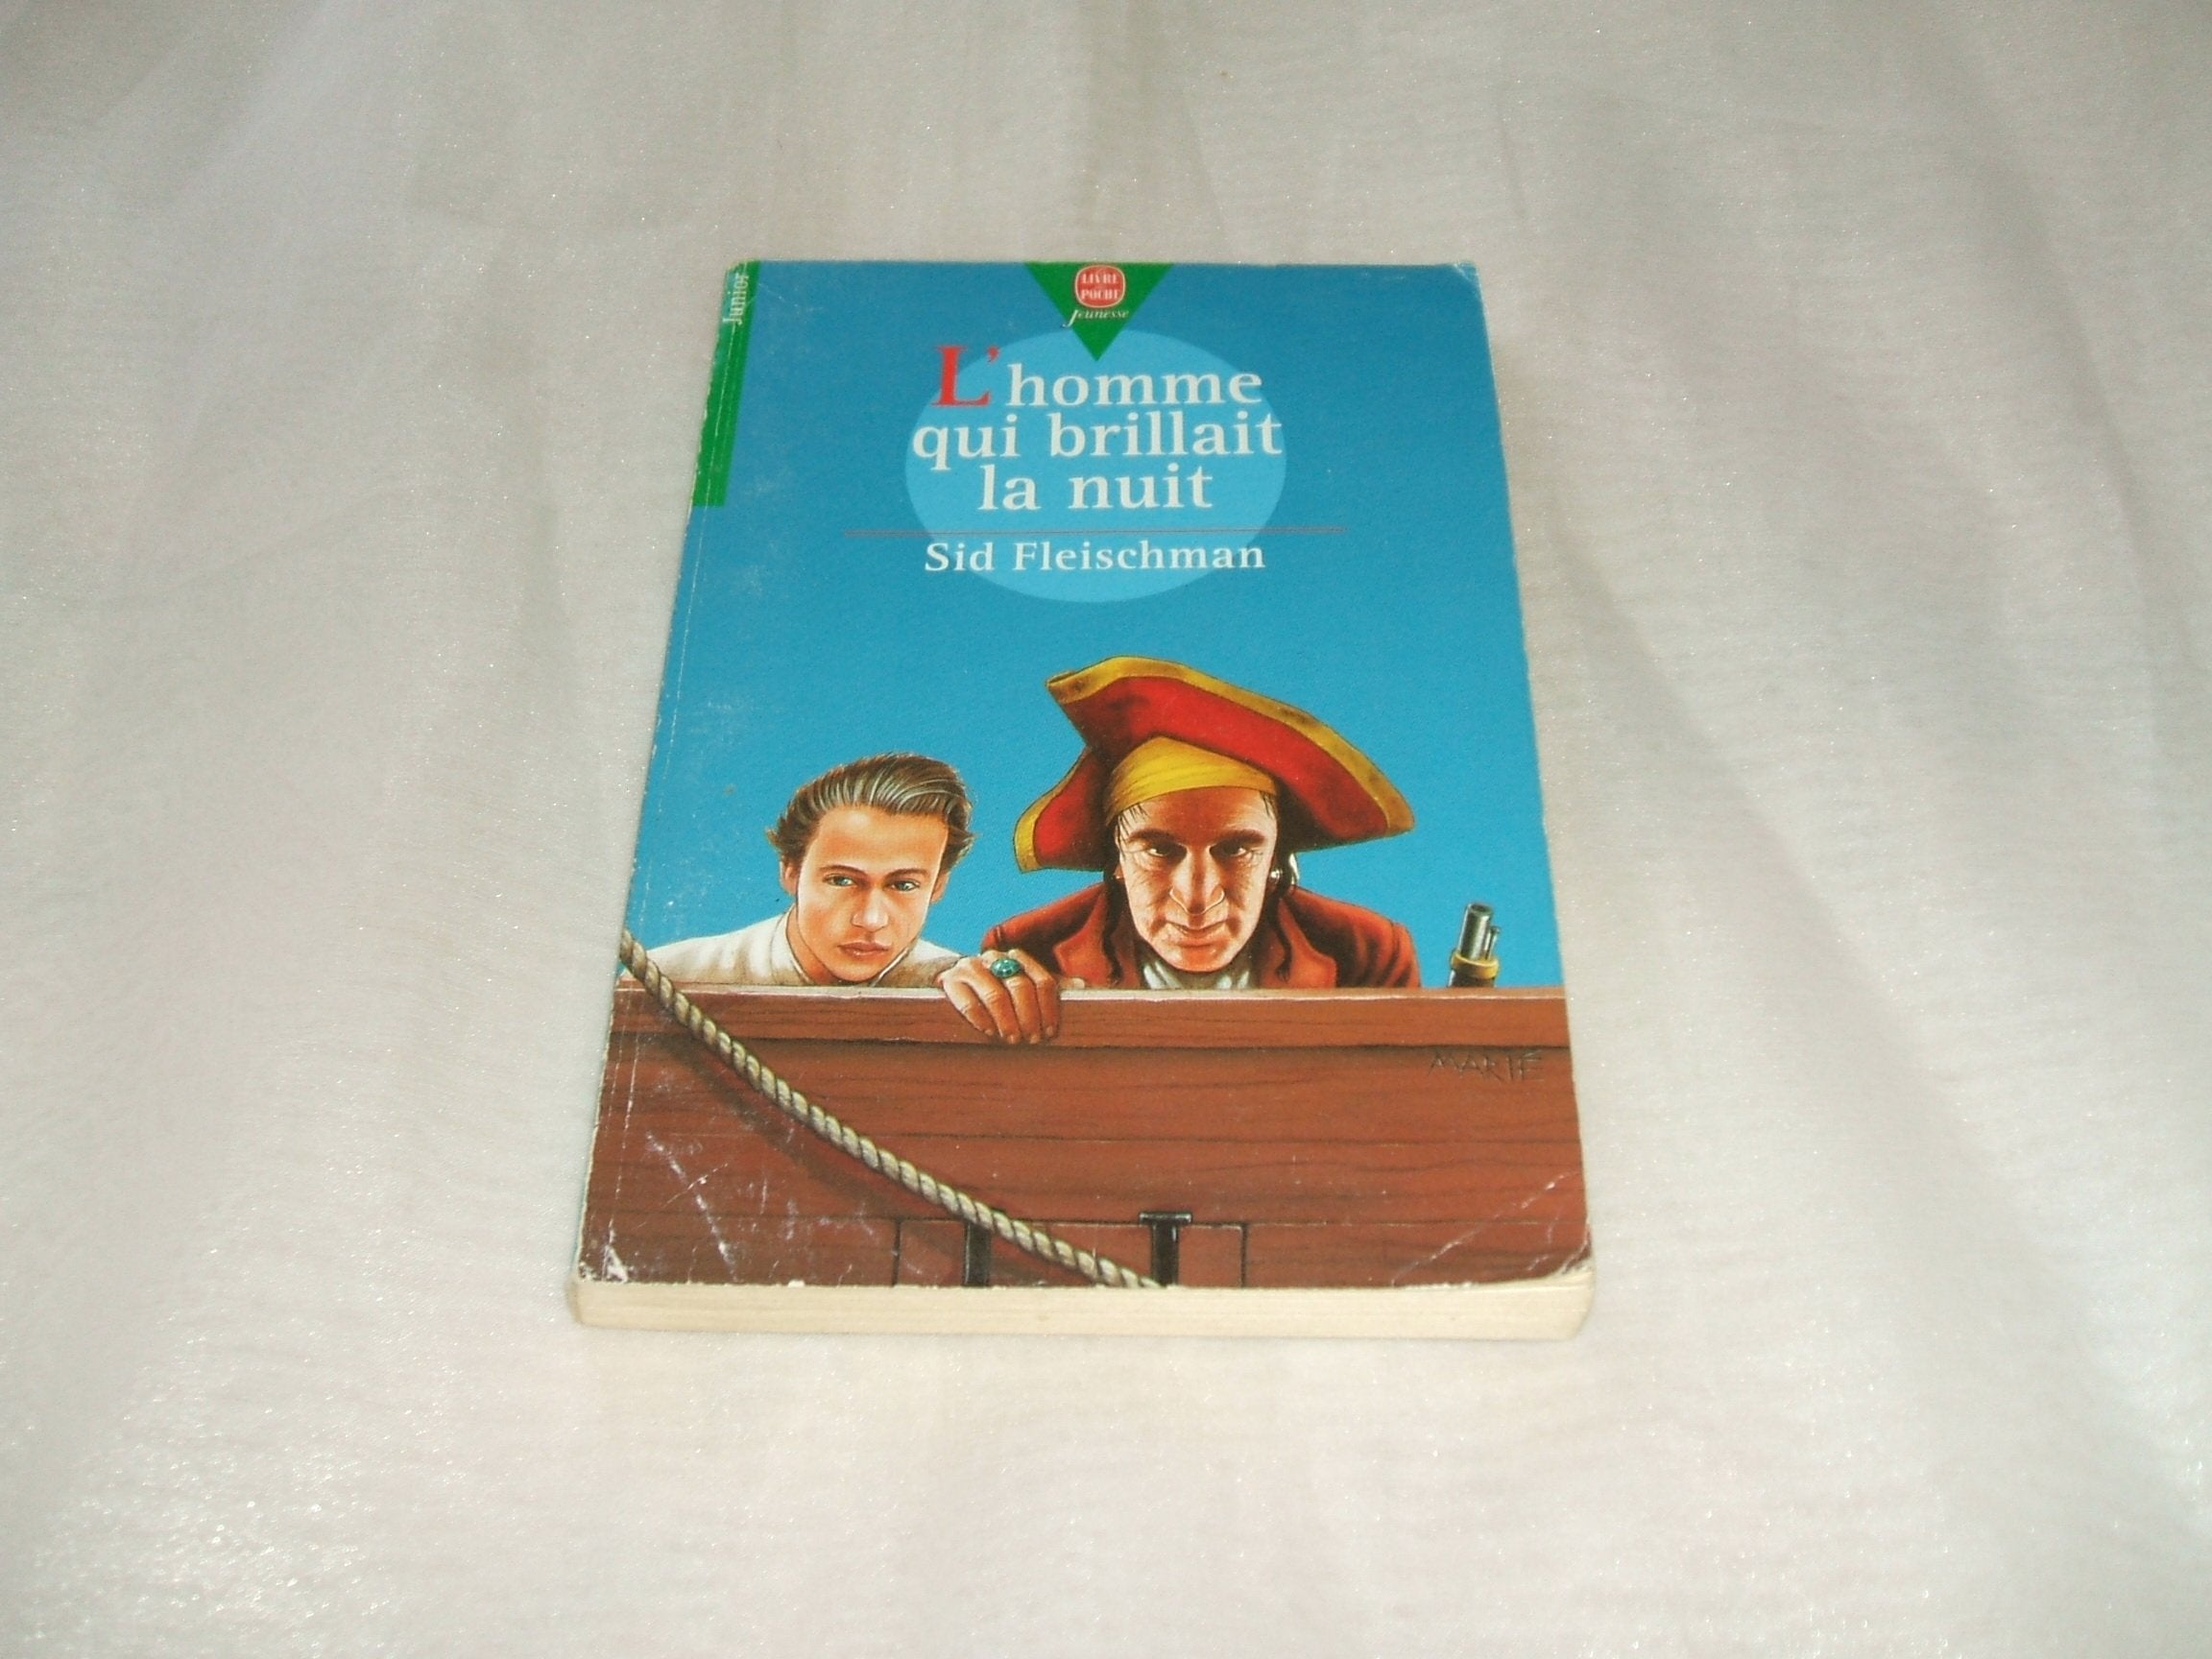 Junior
LIVRE
POCHE
Jeunesse
L'homme
qui brillait
la nuit
Sid Fleischman
MARIÉ